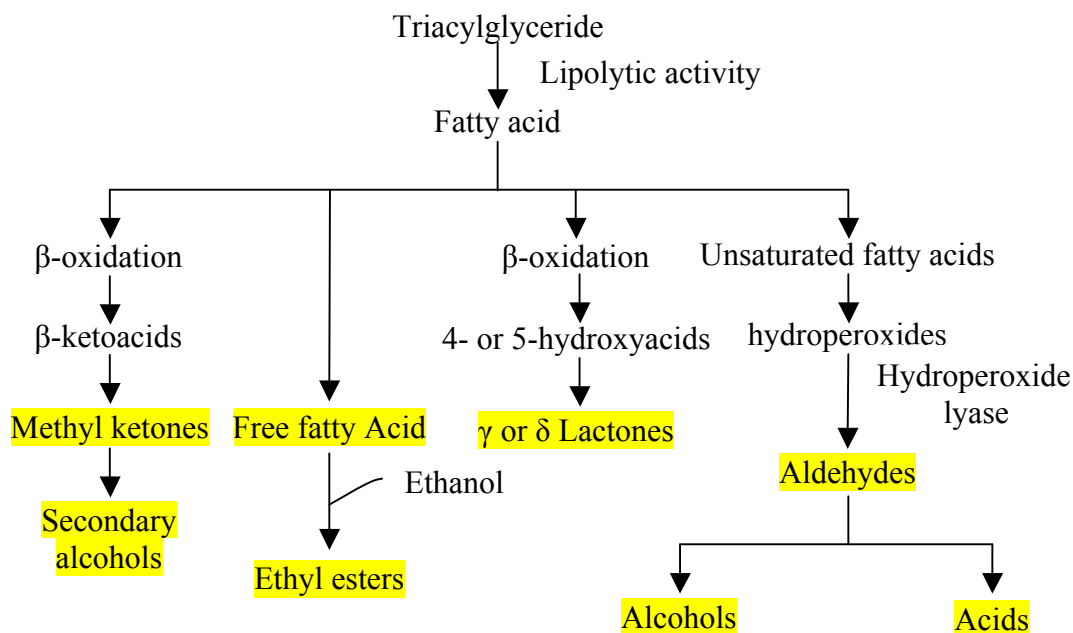 Triacylglyceride
Lipolytic activity
Fatty acid
β-oxidation
β-oxidation
Unsaturated fatty acids
β-ketoacids
4- or 5-hydroxyacids
hydroperoxides
Hydroperoxide
lyase
Methyl ketones
Free fatty Acid
γ or δ Lactones
Aldehydes
Ethanol
Secondary
alcohols
Ethyl esters
Alcohols
Acids